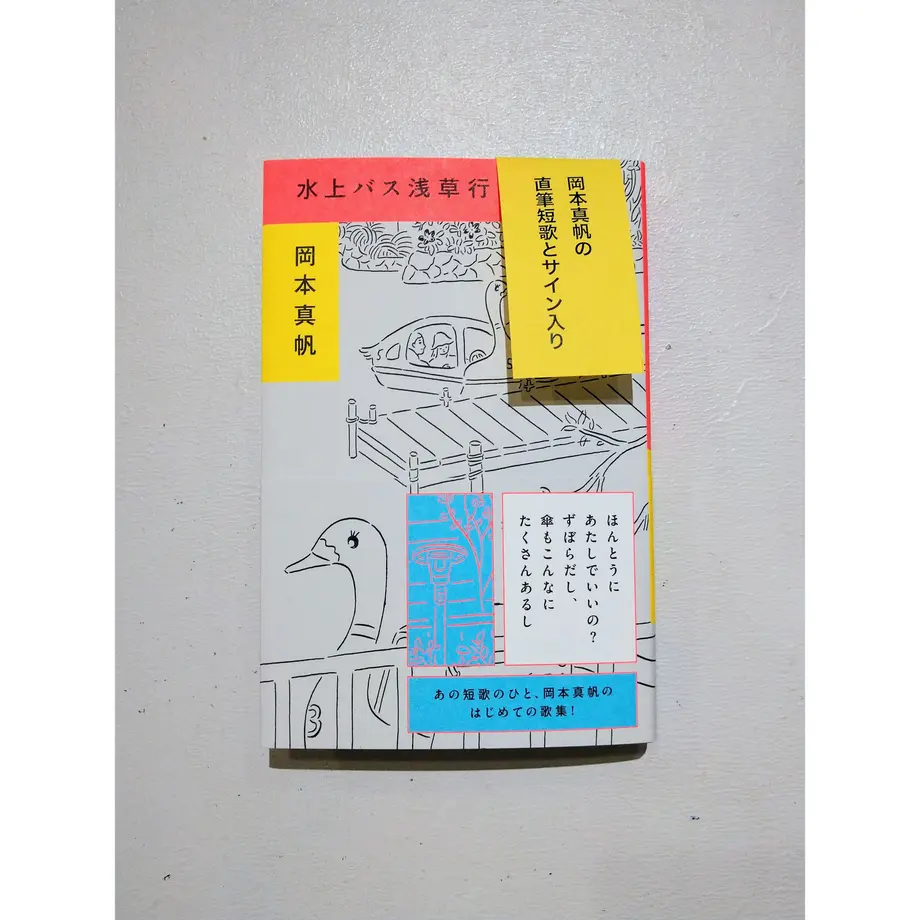 水上バス浅草行
岡本真帆
岡本真帆の
直筆短歌とサイン入り
ほんとうに
あたしでいいの?
ずぼらだし、
傘もこんなに
たくさんあるし
あの短歌のひと、岡本真帆の
はじめての歌集!
3